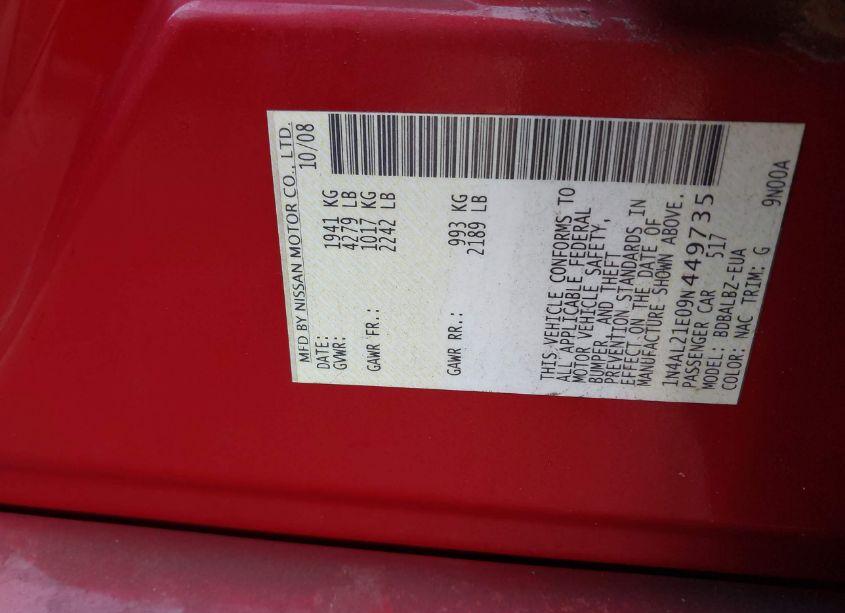 MFD BY NISSAN MOTOR CO., LTD.
DATE: 10/08
GVWR: 1941 KG
4279 LB
GAWR FR.: 1017 KG
2242 LB
GAWR RR.: 993 KG
2189 LB
THIS VEHICLE CONFORMS TO
ALL APPLICABLE FEDERAL
MOTOR VEHICLE SAFETY,
BUMPER, AND THEFT
PREVENTION STANDARDS IN
EFFECT ON THE DATE OF
MANUFACTURE SHOWN ABOVE.
1N4AL21E09N449735
PASSENGER CAR 517
MODEL: BDBALBZ-EUA
COLOR: NAC TRIM: G
9N00A